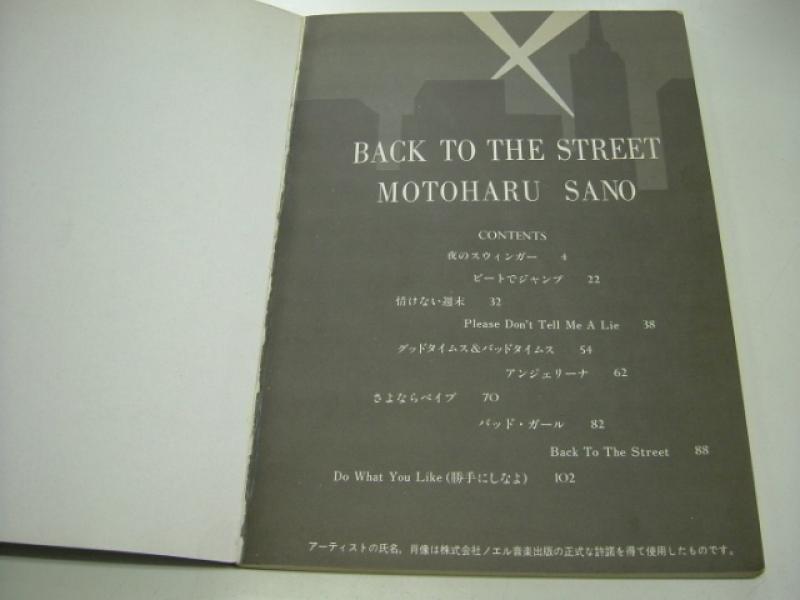 BACK TO THE STREET
MOTOHARU SANO
CONTENTS
夜のスウィンガー 4
ビートでジャンプ 22
情けない週末 32
Please Don't Tell Me A Lie 38
グッドタイムス&バッドタイムス 54
アンジェリーナ 62
さよならベイブ 70
バッド・ガール 82
Back To The Street 88
Do What You Like (勝手にしなよ) 102
アーティストの氏名，肖像は株式会社ノエル音楽出版の正式な許諾を得て使用したものです。